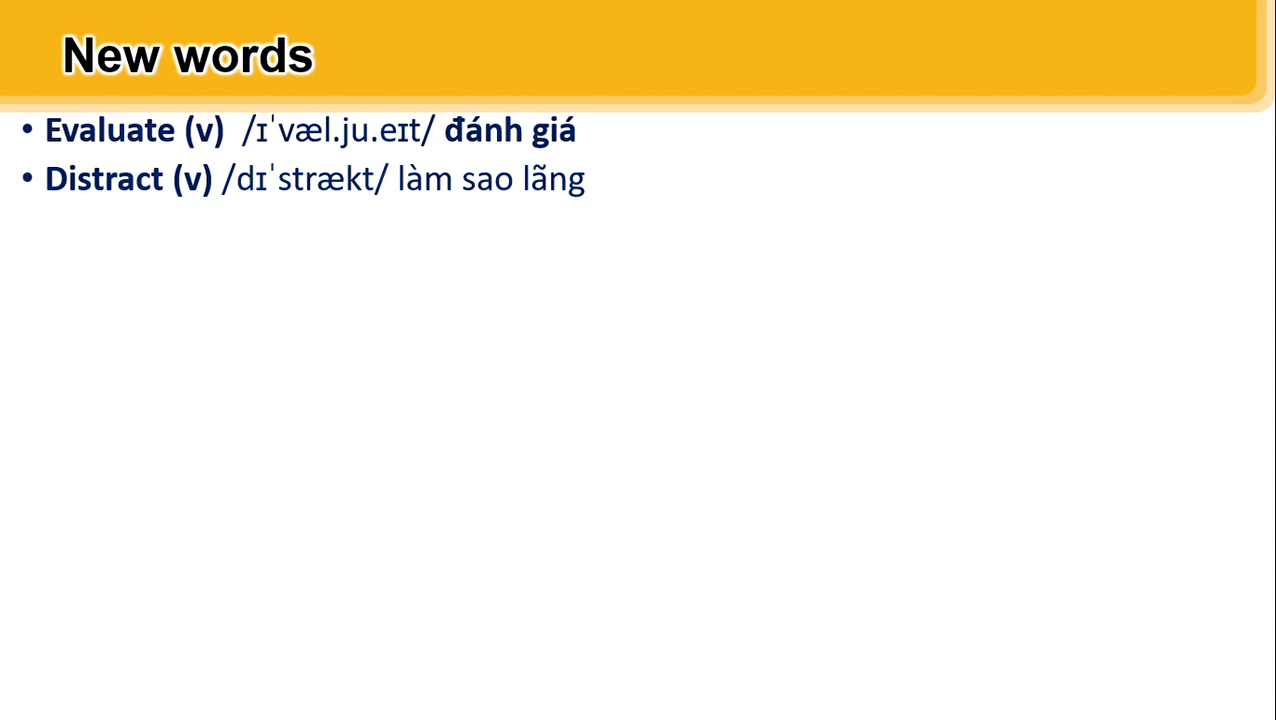 New words
• Evaluate (v) /ɪˈvæl.ju.eɪt/ đánh giá
• Distract (v) /dɪˈstrækt/ làm sao lãng